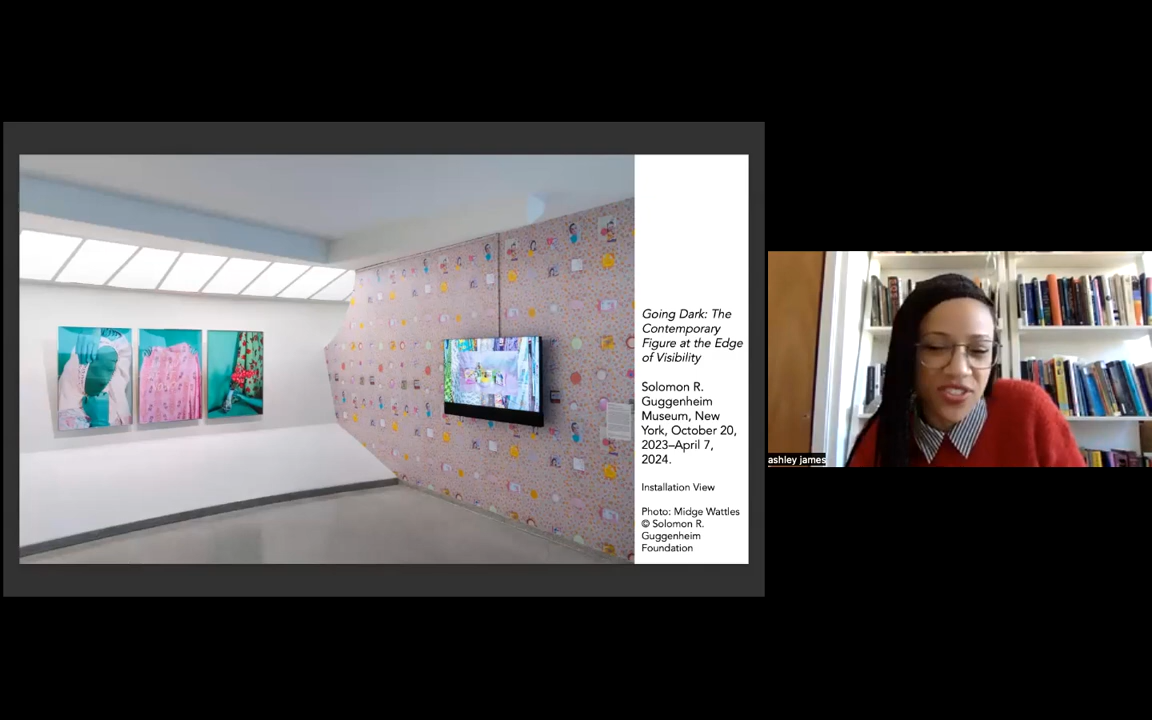 Going Dark: The
Contemporary
Figure at the Edge
of Visibility
Solomon R.
Guggenheim
Museum, New
York, October 20,
2023–April 7,
2024.
Installation View
Photo: Midge Wattles
© Solomon R.
Guggenheim
Foundation
ashley james